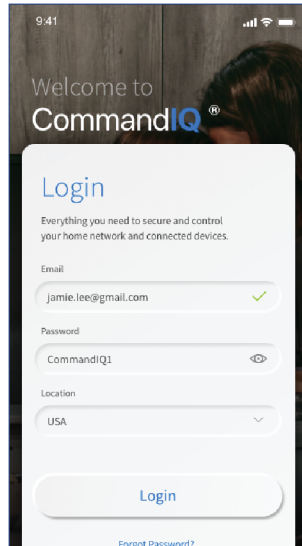 9:41
Welcome to
CommandIQ ®
Login
Everything you need to secure and control
your home network and connected devices.
Email
jamie.lee@gmail.com
Password
CommandIQ1
Location
USA
Login
Forgot Password?